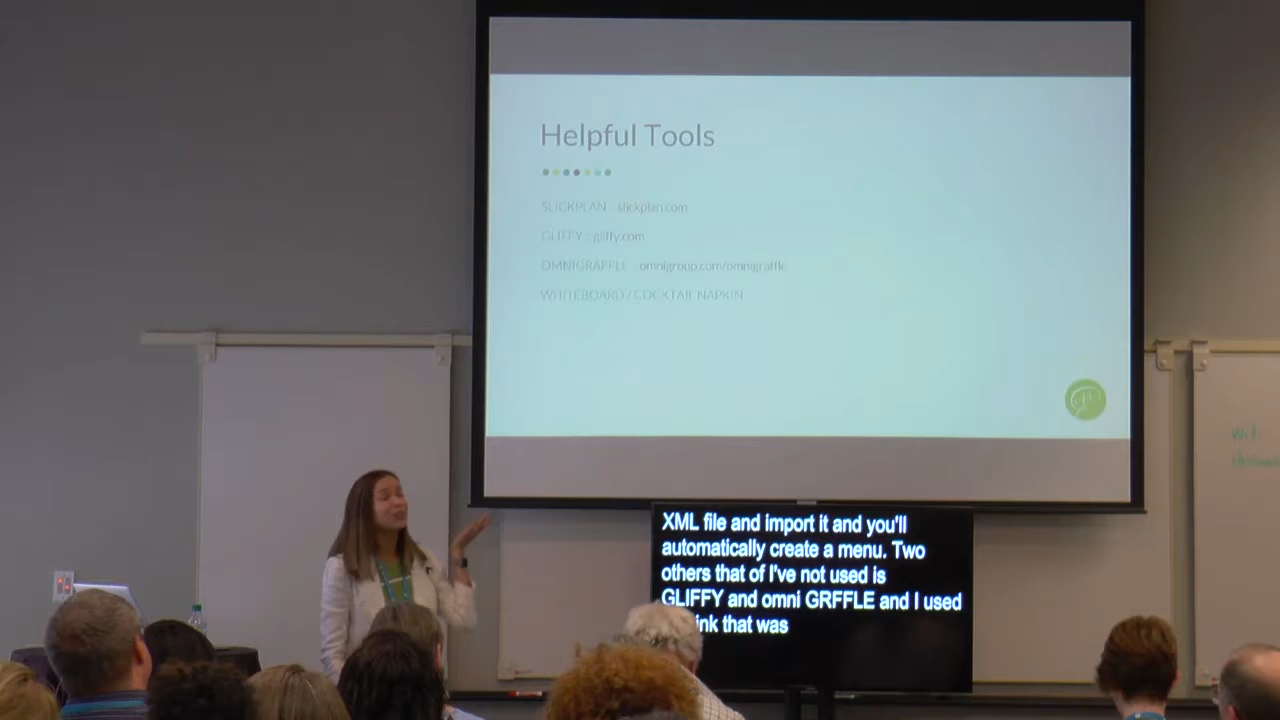 Helpful Tools
SLICKPLAN : slickplan.com
GLIFFY : gliffy.com
OMNIGRAFFLE : omnigroup.com/omnigraffle
WHITEBOARD / COCKTAIL NAPKIN
XML file and import it and you'll
automatically create a menu. Two
others that of I've not used is
GLIFFY and omni GRFFLE and I used
that was